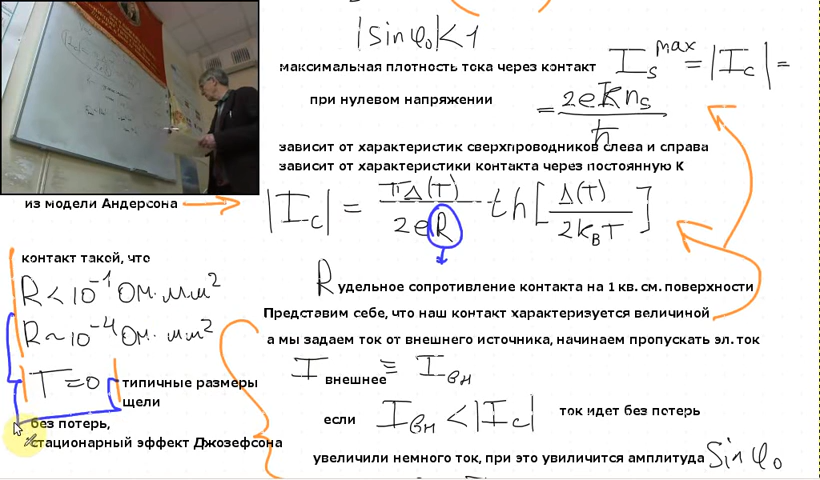 |sin φ₀| < 1
максимальная плотность тока через контакт I_s^max = |I_c| =
при нулевом напряжении = 2eKn_s / ħ
зависит от характеристик сверхпроводников слева и справа
зависит от характеристики контакта через постоянную К
из модели Андерсона |I_c| = πΔ(T) / 2eR · th[Δ(T) / 2k_BT]
контакт такой, что
R < 10⁻¹ Ом·мм²
R ~ 10⁻⁴ Ом·мм²
T = 0 типичные размеры
щели
без потерь,
стационарный эффект Джозефсона
R удельное сопротивление контакта на 1 кв. см. поверхности
Представим себе, что наш контакт характеризуется величиной
а мы задаем ток от внешнего источника, начинаем пропускать эл. ток
I внешнее ≡ I_вн
если I_вн < |I_c| ток идет без потерь
увеличили немного ток, при это увиличится амплитуда sin φ₀